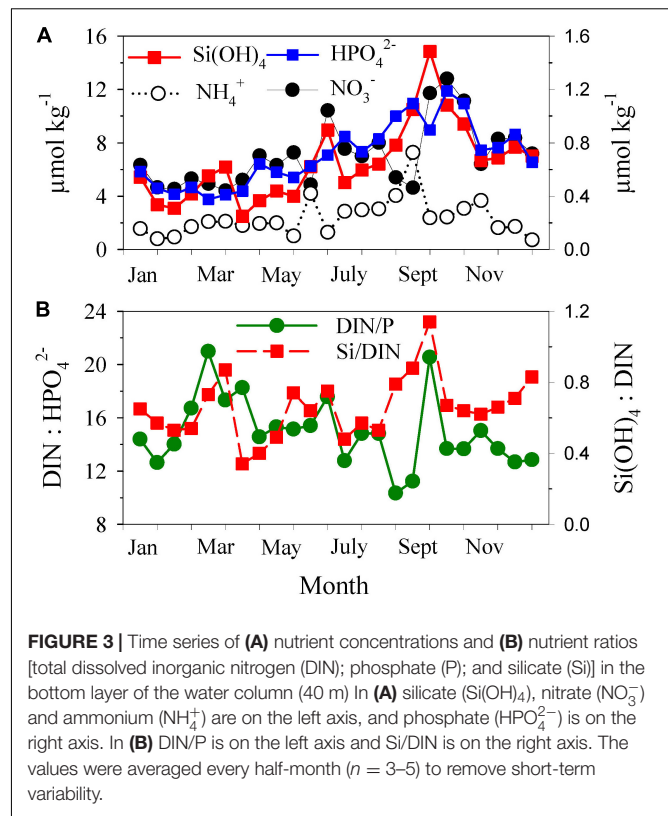 A
Si(OH)4 HPO4 2-
NH4+ NO3-
16
12
8
4
0
µmol kg-1
1.6
1.2
0.8
0.4
0.0
µmol kg-1
Jan Mar May July Sept Nov
B
DIN/P
Si/DIN
24
20
16
12
8
DIN : HPO4 2-
1.2
0.8
0.4
0.0
Si(OH)4 : DIN
Jan Mar May July Sept Nov
Month
FIGURE 3 | Time series of (A) nutrient concentrations and (B) nutrient ratios
[total dissolved inorganic nitrogen (DIN); phosphate (P); and silicate (Si)] in the
bottom layer of the water column (40 m) In (A) silicate (Si(OH)4), nitrate (NO3−)
and ammonium (NH4+) are on the left axis, and phosphate (HPO4 2−) is on the
right axis. In (B) DIN/P is on the left axis and Si/DIN is on the right axis. The
values were averaged every half-month (n = 3–5) to remove short-term
variability.